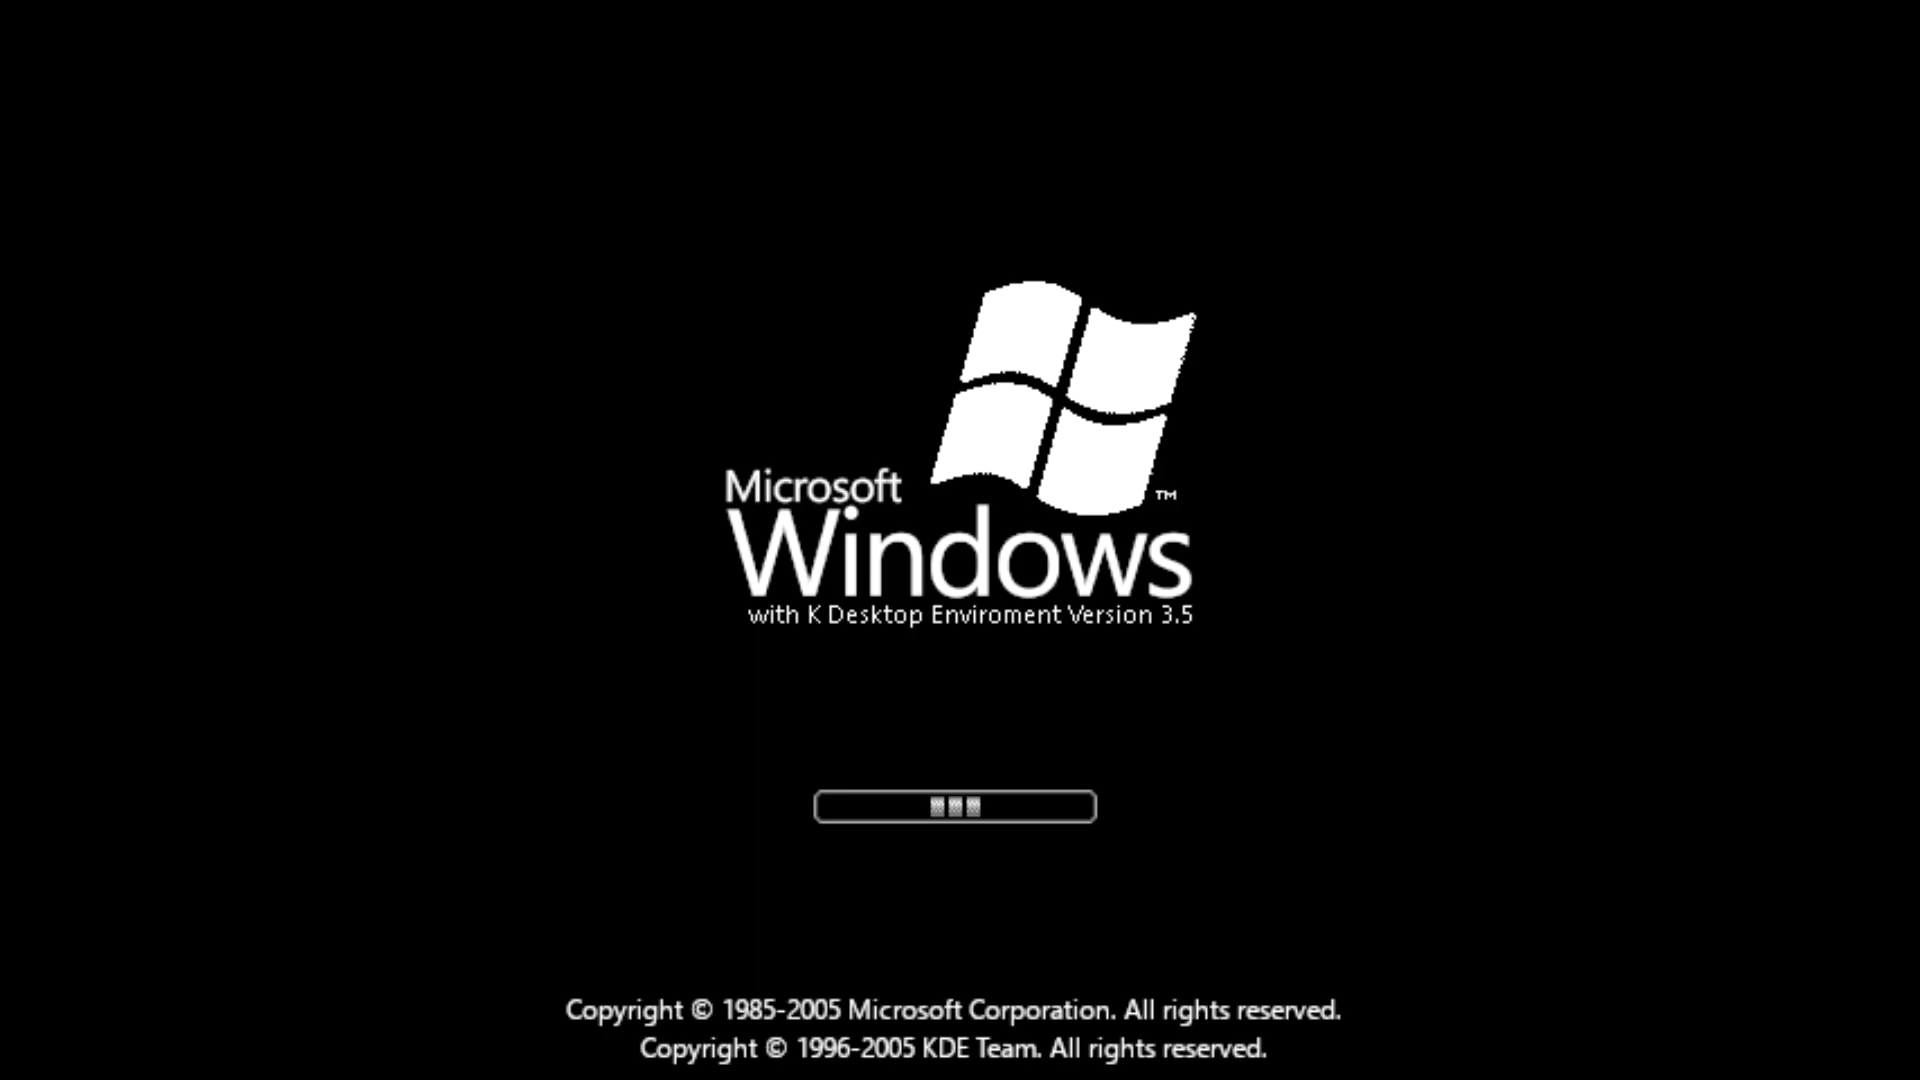 Microsoft
Windows
™
with K Desktop Enviroment Version 3.5
Copyright © 1985-2005 Microsoft Corporation. All rights reserved.
Copyright © 1996-2005 KDE Team. All rights reserved.